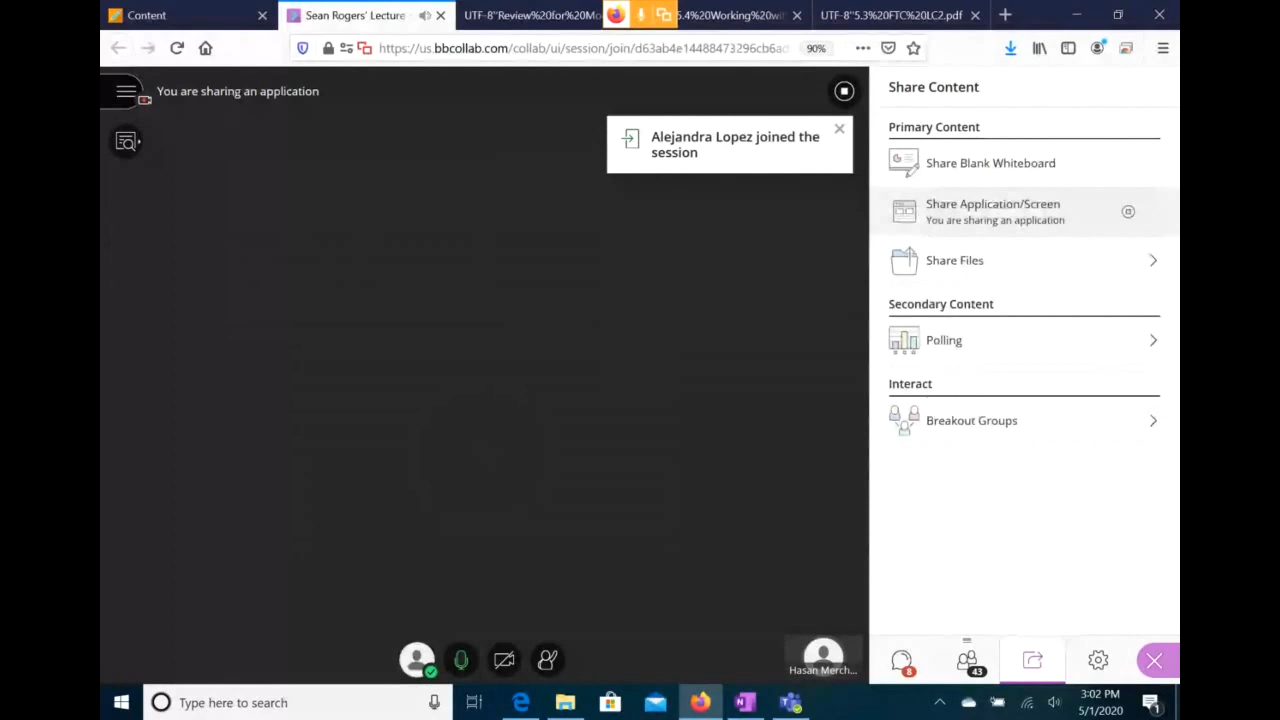 Content
Sean Rogers' Lecture
UTF-8''Review%20for%20Mo
5.4%20Working%20wi
UTF-8''5.3%20FTC%20LC2.pdf
https://us.bbcollab.com/collab/ui/session/join/d63ab4e14488473296cb6ad
90%
You are sharing an application
Alejandra Lopez joined the
session
Share Content
Primary Content
Share Blank Whiteboard
Share Application/Screen
You are sharing an application
Share Files
Secondary Content
Polling
Interact
Breakout Groups
Hasan Merch...
8
43
Type here to search
3:02 PM
5/1/2020
1